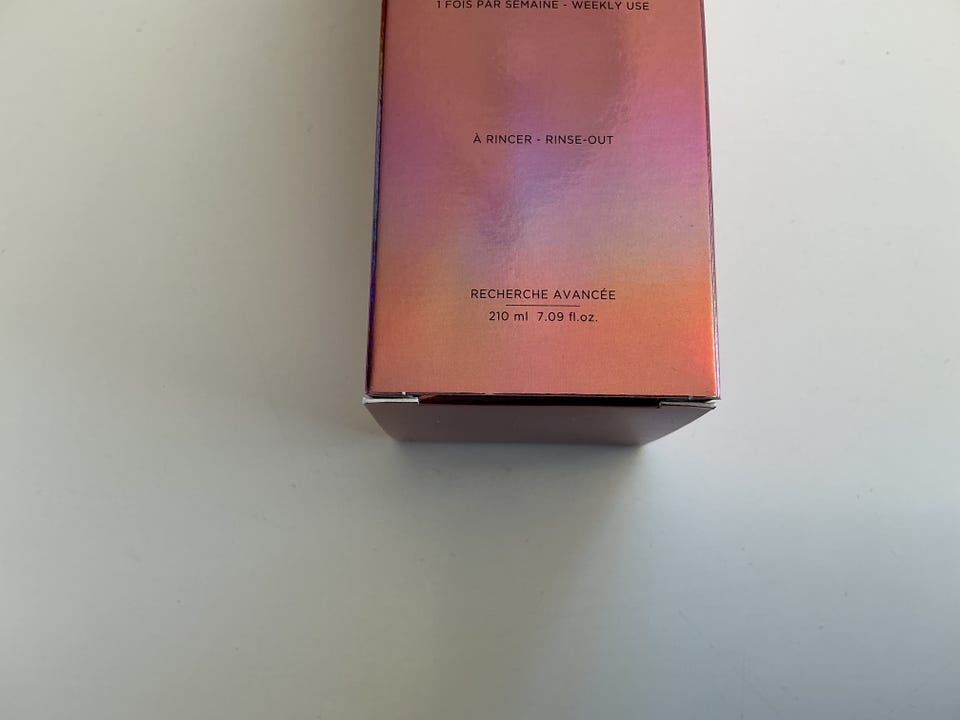 1 FOIS PAR SEMAINE - WEEKLY USE
À RINCER - RINSE-OUT
RECHERCHE AVANCÉE
210 ml 7.09 fl.oz.